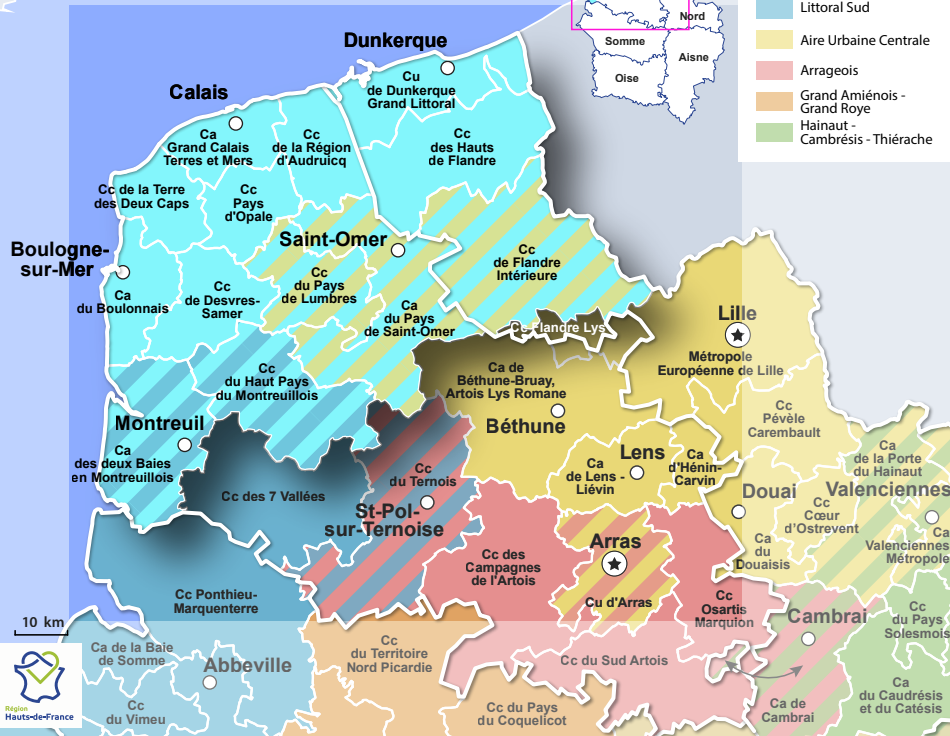 Nord
Somme
Aisne
Oise
Littoral Sud
Aire Urbaine Centrale
Arrageois
Grand Amiénois -
Grand Roye
Hainaut -
Cambrésis - Thiérache
Dunkerque
Cu
de Dunkerque
Grand Littoral
Calais
Ca
Grand Calais
Terres et Mers
Cc
de la Région
d'Audruicq
Cc
des Hauts
de Flandre
Cc de la Terre
des Deux Caps
Cc
Pays
d'Opale
Boulogne-
sur-Mer
Saint-Omer
Cc
de Flandre
Intérieure
Ca
du Boulonnais
Cc
de Desvres-
Samer
Cc
du Pays
de Lumbres
Ca
du Pays
de Saint-Omer
Cc Flandre Lys
Lille
Métropole
Européenne de Lille
Cc
du Haut Pays
du Montreuillois
Ca de
Béthune-Bruay,
Artois Lys Romane
Béthune
Cc
Pévèle
Carembault
Montreuil
Ca
des deux Baies
en Montreuillois
Cc
du Ternois
Lens
Ca
de Lens -
Liévin
Ca
d'Hénin-
Carvin
Ca
de la Porte
du Hainaut
Cc des 7 Vallées
St-Pol-
sur-Ternoise
Douai
Valenciennes
Cc
Cœur
d'Ostrevent
Ca
du
Douaisis
Ca
Valenciennes
Métropole
Arras
Cc des
Campagnes
de l'Artois
Cu d'Arras
Cc
Osartis
Marquion
Cc Ponthieu-
Marquenterre
Cambrai
Cc
du Pays
Solesmois
10 km
Ca de la Baie
de Somme
Abbeville
Cc
du Vimeu
Cc
du Territoire
Nord Picardie
Cc du Sud Artois
Cc du Pays
du Coquelicot
Ca de
Cambrai
Ca
du Caudrésis
et du Catésis
Région
Hauts-de-France